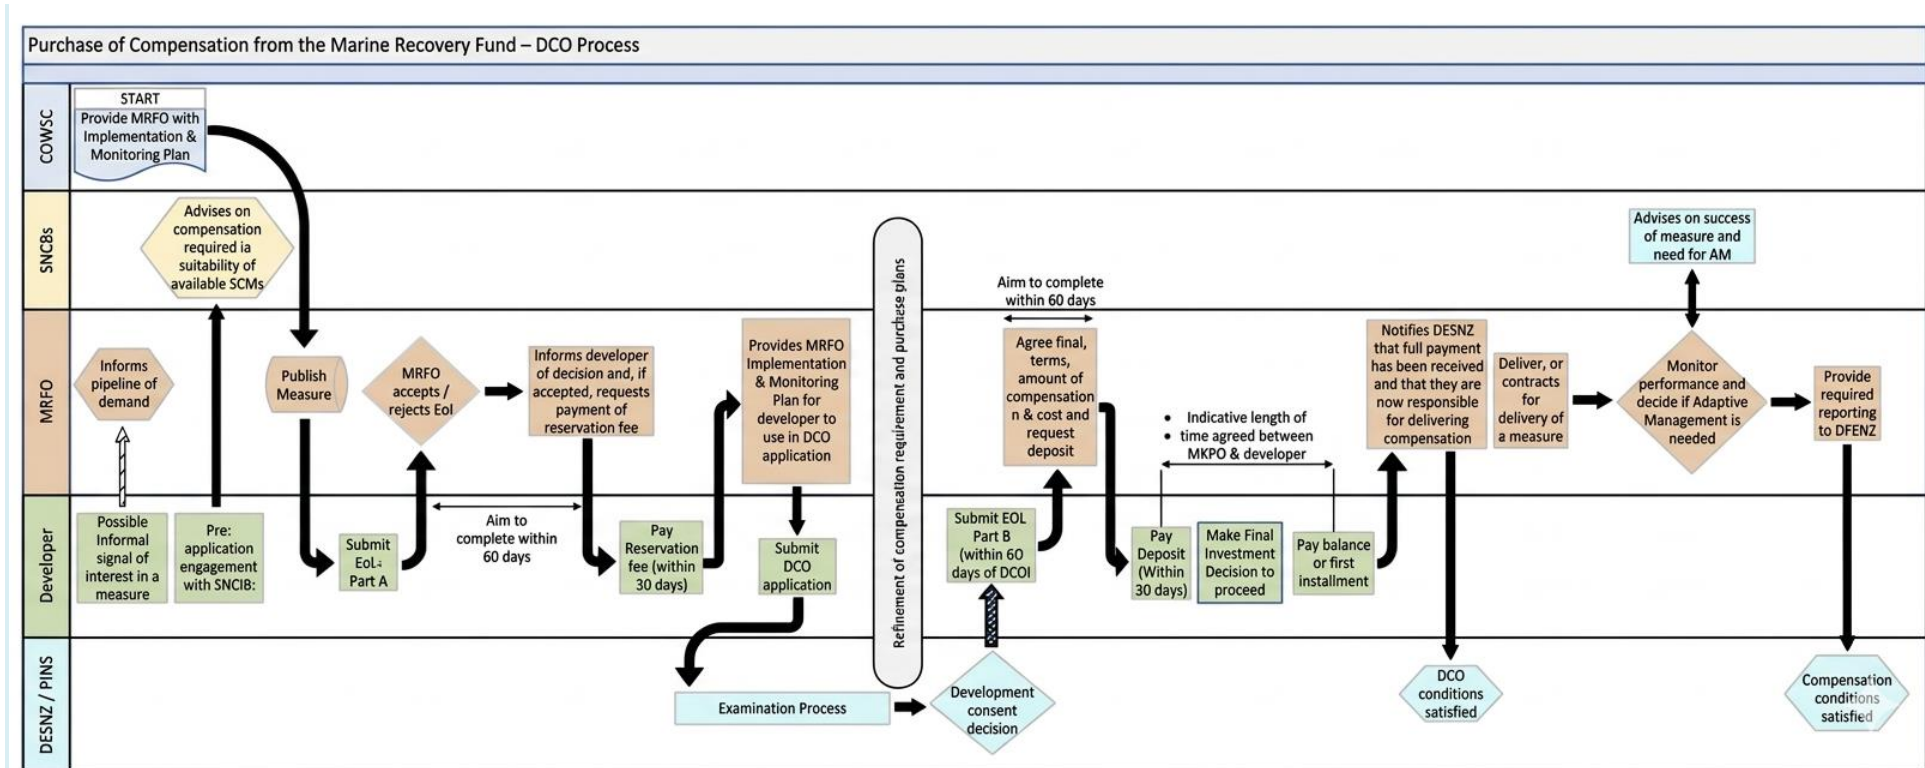 Purchase of Compensation from the Marine Recovery Fund – DCO Process
COWSC
START
Provide MRFO with
Implementation &
Monitoring Plan
SNCBs
Advises on
compensation
required ia
suitability of
available SCMs
Advises on success
of measure and
need for AM
MRFO
Informs
pipeline of
demand
Publish
Measure
MRFO
accepts /
rejects EoI
Informs developer
of decision and, if
accepted, requests
payment of
reservation fee
Provides MRFO
Implementation
& Monitoring
Plan for
developer to
use in DCO
application
Refinement of compensation requirement and purchase plans
Aim to complete
within 60 days
Agree final,
terms,
amount of
compensatio
n & cost and
request
deposit
• Indicative length of
• time agreed between
MKPO & developer
Notifies DESNZ
that full payment
has been received
and that they are
now responsible
for delivering
compensation
Deliver, or
contracts
for
delivery of
a measure
Monitor
performance and
decide if Adaptive
Management is
needed
Provide
required
reporting
to DFENZ
Developer
Possible
Informal
signal of
interest in a
measure
Pre:
application
engagement
with SNCIB:
Submit
EoL-
Part A
Aim to
complete within
60 days
Pay
Reservation
fee (within
30 days)
Submit
DCO
application
Submit EOL
Part B
(within 60
days of DCOI
Pay
Deposit
(Within
30 days)
Make Final
Investment
Decision to
proceed
Pay balance
or first
installment
DESNZ / PINS
Examination Process
Development
consent
decision
DCO
conditions
satisfied
Compensation
conditions
satisfied